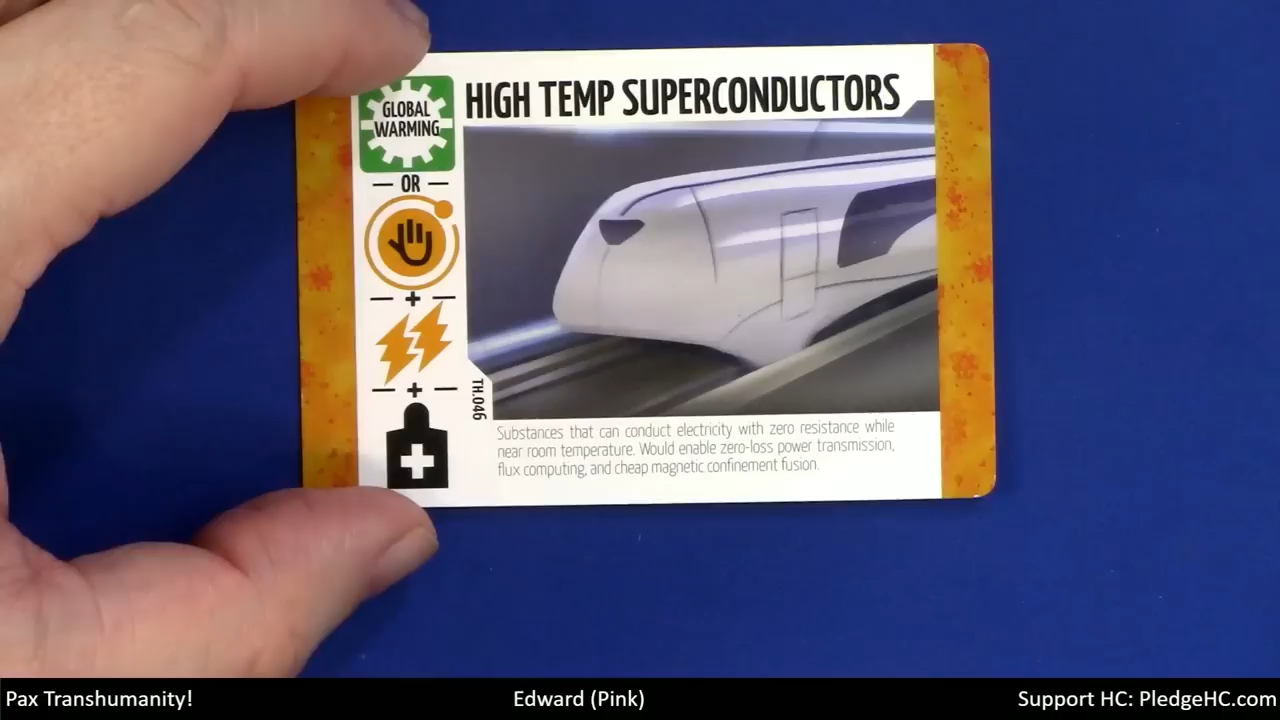 HIGH TEMP SUPERCONDUCTORS
GLOBAL
WARMING
— OR —
— + —
— + —
TH.046
Substances that can conduct electricity with zero resistance while
near room temperature. Would enable zero-loss power transmission,
flux computing, and cheap magnetic confinement fusion.
Pax Transhumanity!
Edward (Pink)
Support HC: PledgeHC.com